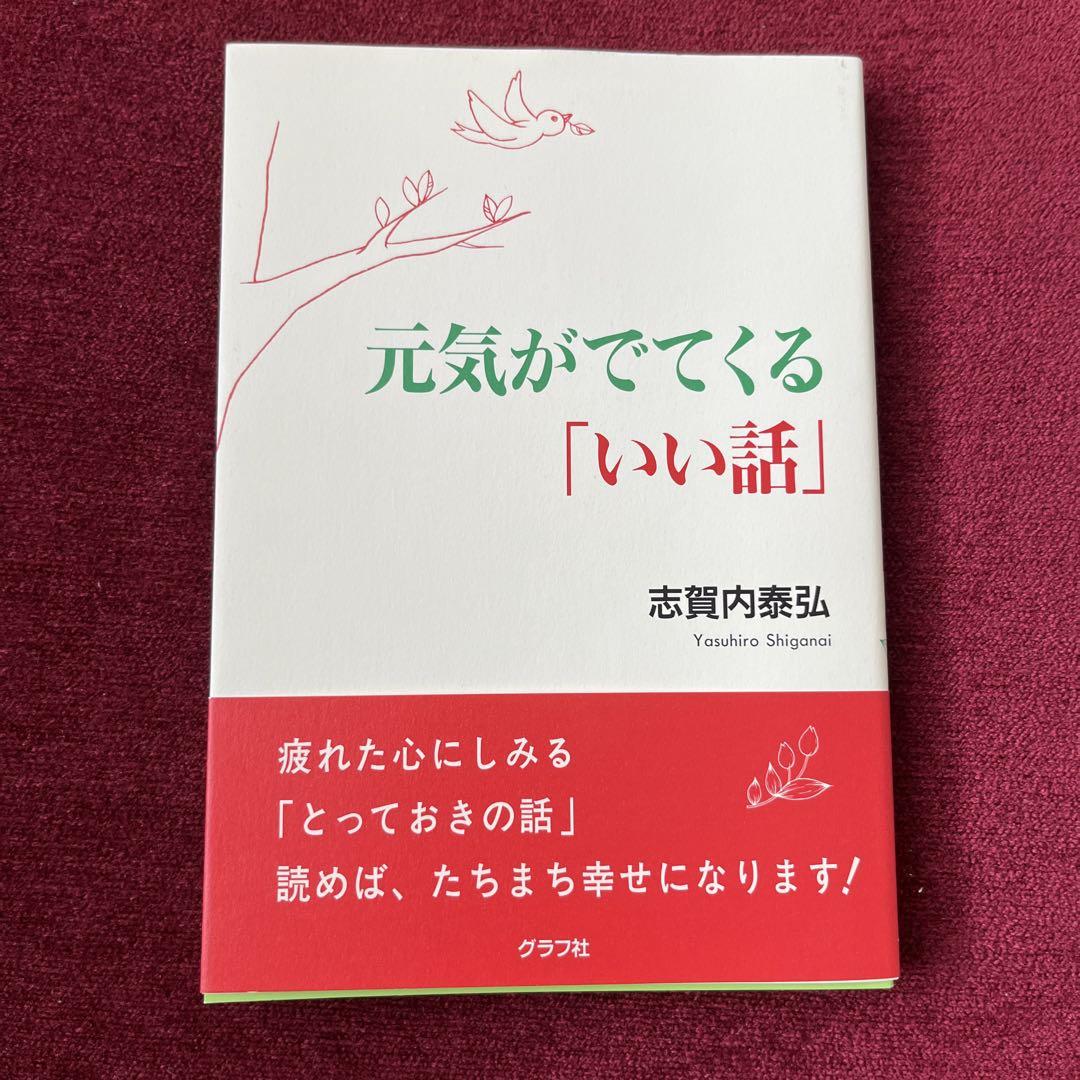 元気がでてくる
「いい話」
志賀内泰弘
Yasuhiro Shiganai
疲れた心にしみる
「とっておきの話」
読めば、たちまち幸せになります!
グラフ社